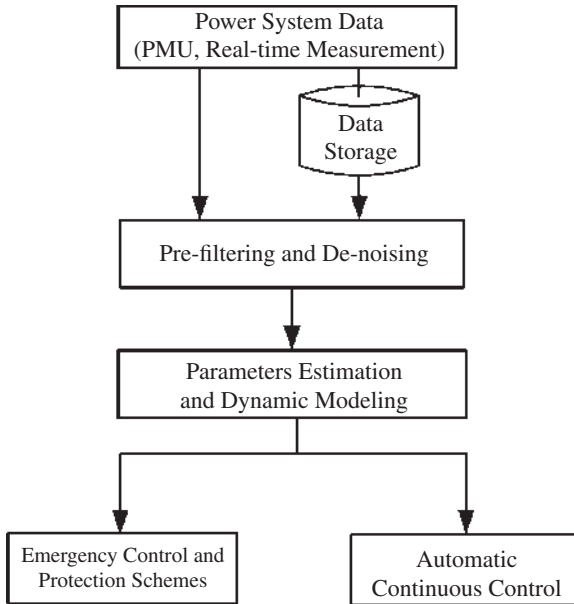 Power System Data
(PMU, Real-time Measurement)
Data
Storage
Pre-filtering and De-noising
Parameters Estimation
and Dynamic Modeling
Emergency Control and
Protection Schemes
Automatic
Continuous Control